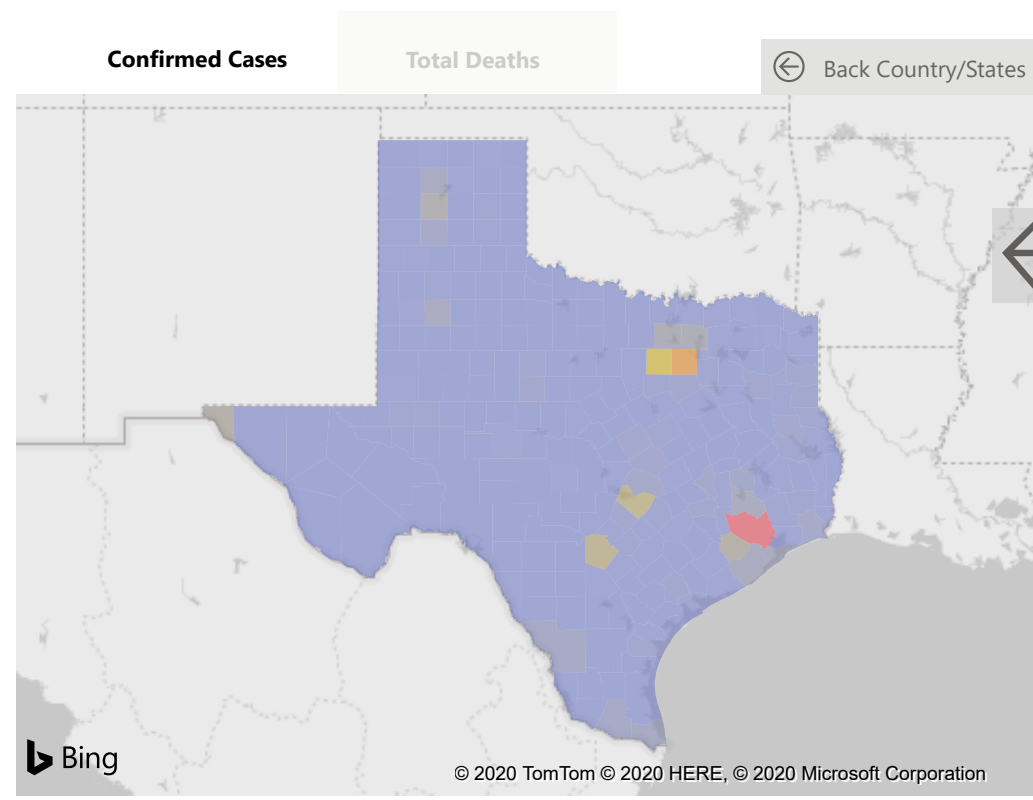 Confirmed Cases
Total Deaths
Back Country/States
Bing
© 2020 TomTom © 2020 HERE, © 2020 Microsoft Corporation